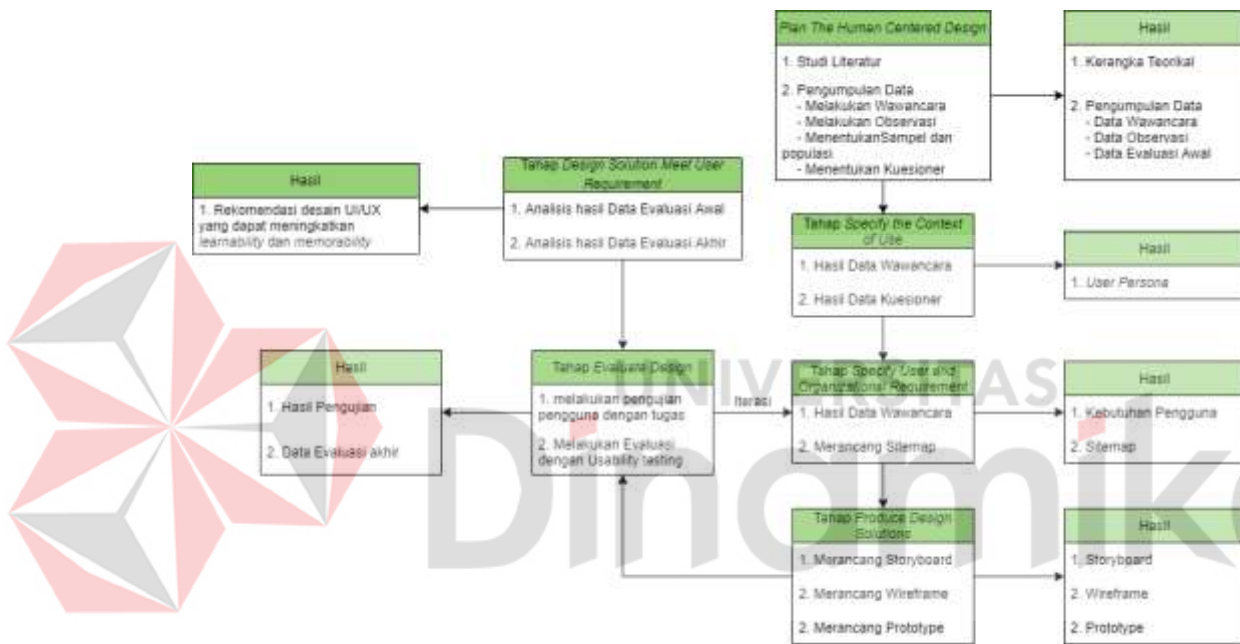 Plan The Human Centered Design
1. Studi Literatur
2. Pengumpulan Data
- Melakukan Wawancara
- Melakukan Observasi
- MenentukanSampel dan
populasi
- Menentukan Kuesioner
Hasil
1. Kerangka Teorikal
2. Pengumpulan Data
- Data Wawancara
- Data Observasi
- Data Evaluasi Awal
Tahap Design Solution Meet User
Requirement
1. Analisis hasil Data Evaluasi Awal
2. Analisis hasil Data Evaluasi Akhir
Hasil
1. Rekomendasi desain UI/UX
yang dapat meningkatkan
learnability dan memorability
Tahap Specify the Context
of Use
1. Hasil Data Wawancara
2. Hasil Data Kuesioner
Hasil
1. User Persona
Hasil
1. Hasil Pengujian
2. Data Evaluasi akhir
Tahap Evaluate Design
1. melakukan pengujian
pengguna dengan tugas
2. Melakukan Evaluasi
dengan Usability testing
Iterasi
Tahap Specify User and
Organizational Requirement
1. Hasil Data Wawancara
2. Merancang Sitemap
Hasil
1. Kebutuhan Pengguna
2. Sitemap
Tahap Produce Design
Solutions
1. Merancang Storyboard
2. Merancang Wireframe
2. Merancang Prototype
Hasil
1. Storyboard
2. Wireframe
2. Prototype
UNIVERSITAS
Dinamika